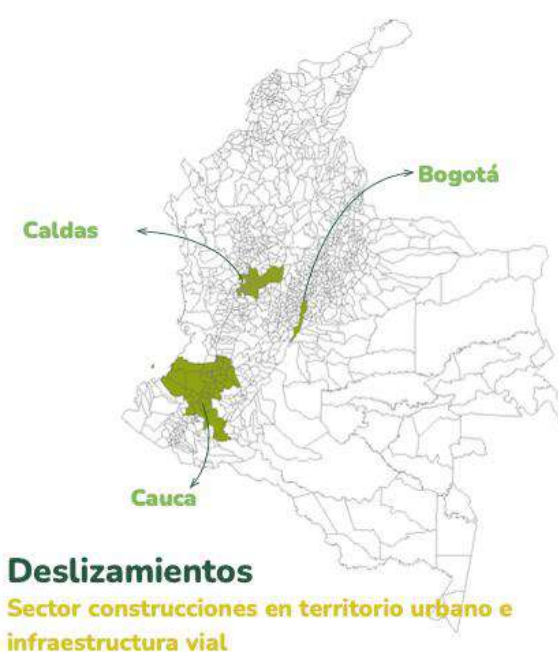 Bogotá
Caldas
Cauca
Deslizamientos
Sector construcciones en territorio urbano e
infraestructura vial